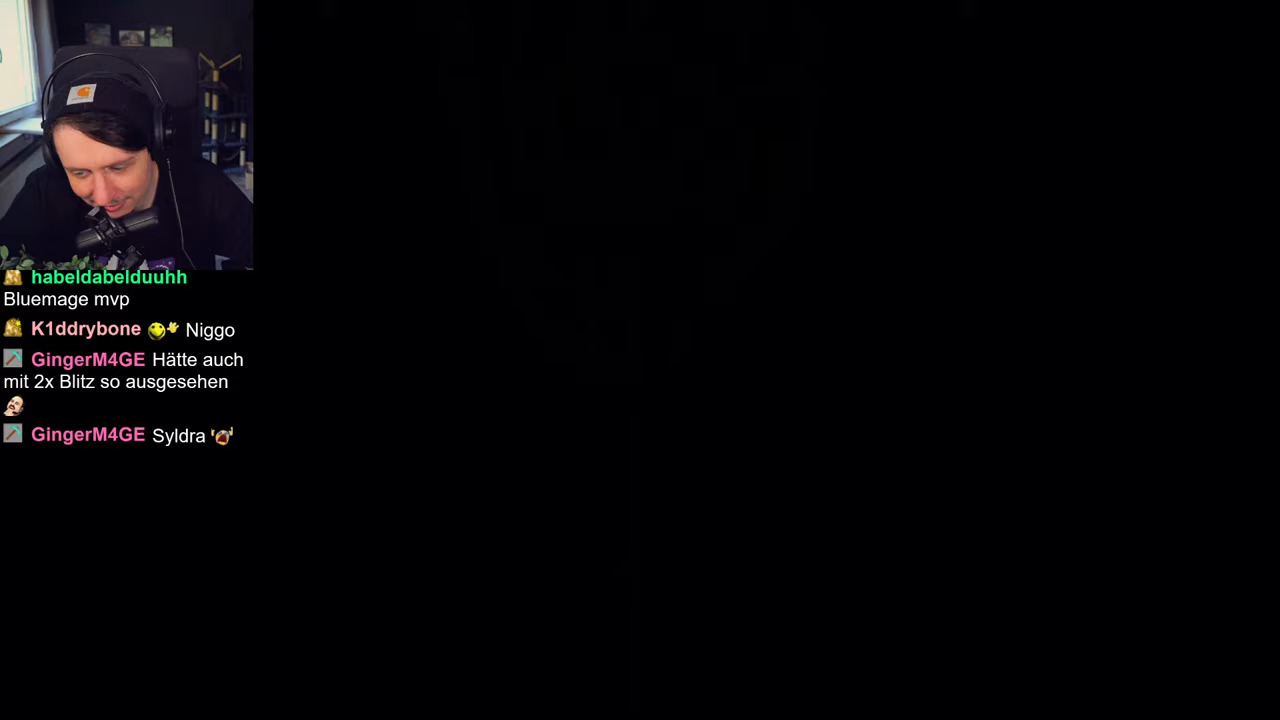 habeldabelduuhh
Bluemage mvp
K1ddrybone Niggo
GingerM4GE Hätte auch
mit 2x Blitz so ausgesehen
GingerM4GE Syldra